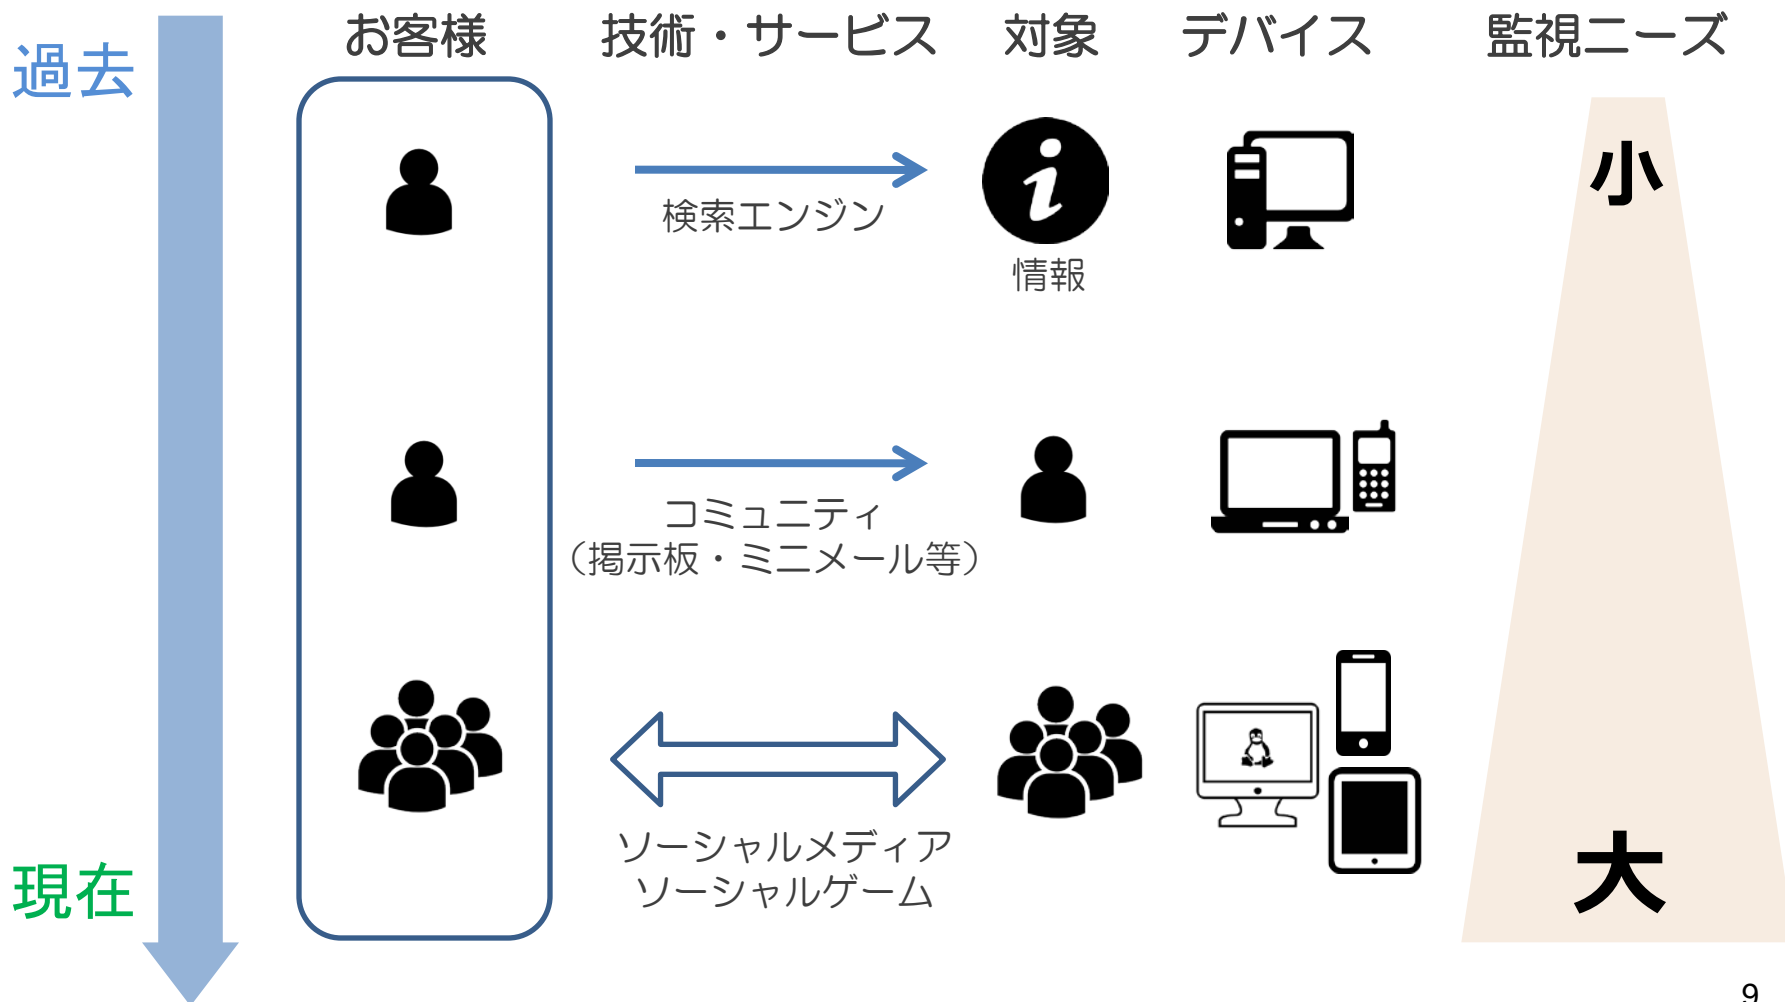 お客様
技術・サービス
対象
デバイス
監視ニーズ
過去
検索エンジン
情報
小
コミュニティ
（掲示板・ミニメール等）
ソーシャルメディア
ソーシャルゲーム
現在
大
9